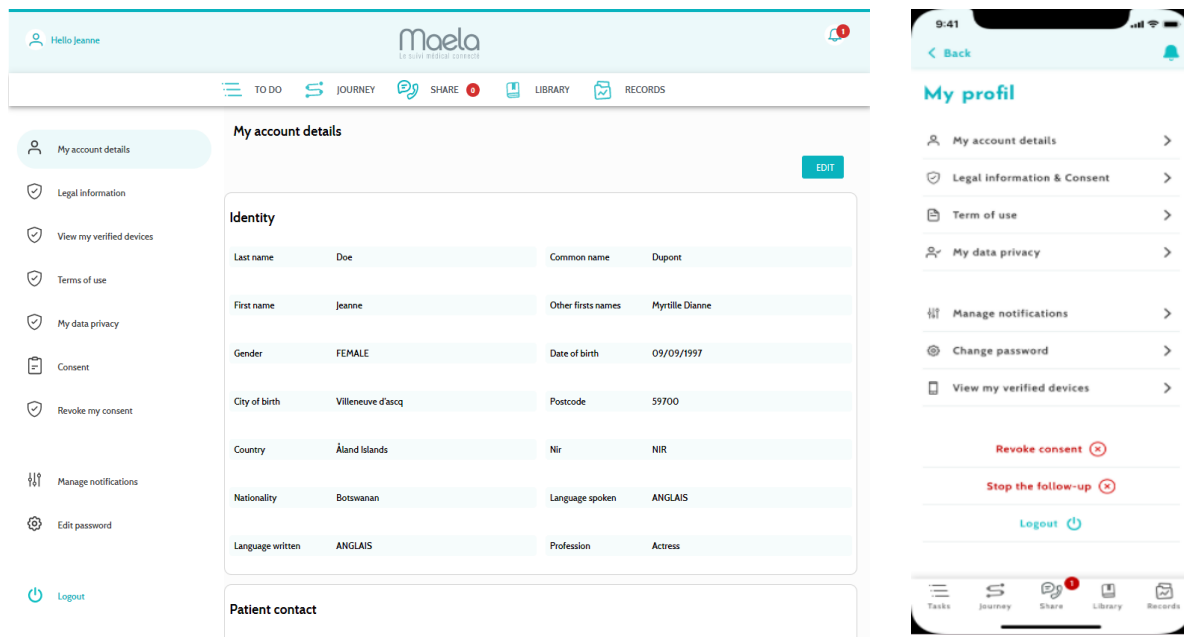 Hello Jeanne
Maela
Le suivi médical connecté
1
TO DO
JOURNEY
SHARE 0
LIBRARY
RECORDS
My account details
Legal information
View my verified devices
Terms of use
My data privacy
Consent
Revoke my consent
Manage notifications
Edit password
Logout
My account details
EDIT
Identity
Last name Doe Common name Dupont
First name Jeanne Other firsts names Myrtille Dianne
Gender FEMALE Date of birth 09/09/1997
City of birth Villeneuve d'ascq Postcode 59700
Country Åland Islands Nir NIR
Nationality Botswanan Language spoken ANGLAIS
Language written ANGLAIS Profession Actress
Patient contact
9:41
Back
My profil
My account details
Legal information & Consent
Term of use
My data privacy
Manage notifications
Change password
View my verified devices
Revoke consent
Stop the follow-up
Logout
1
Tasks Journey Share Library Records